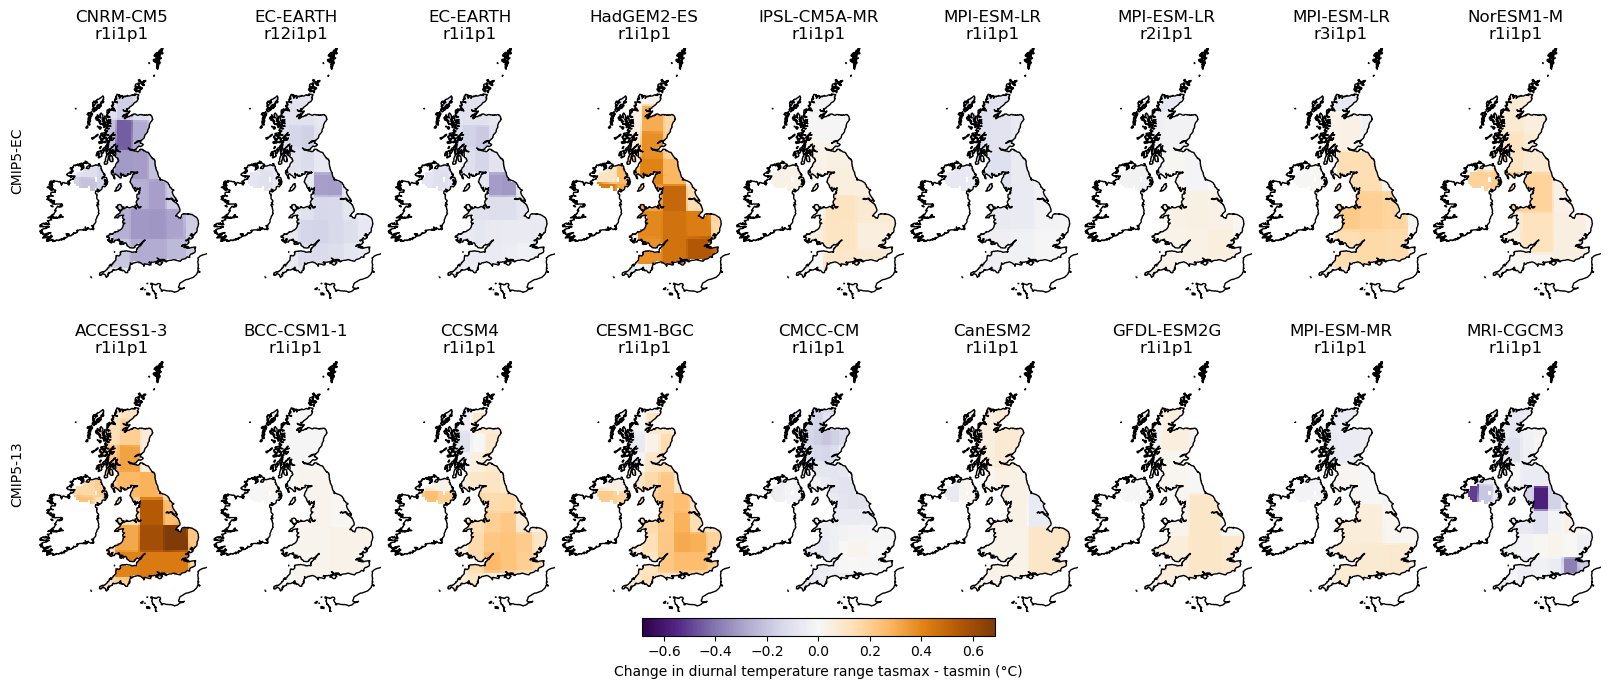 CNRM-CM5
r1i1p1
EC-EARTH
r12i1p1
EC-EARTH
r1i1p1
HadGEM2-ES
r1i1p1
IPSL-CM5A-MR
r1i1p1
MPI-ESM-LR
r1i1p1
MPI-ESM-LR
r2i1p1
MPI-ESM-LR
r3i1p1
NorESM1-M
r1i1p1
CMIP5-EC
ACCESS1-3
r1i1p1
BCC-CSM1-1
r1i1p1
CCSM4
r1i1p1
CESM1-BGC
r1i1p1
CMCC-CM
r1i1p1
CanESM2
r1i1p1
GFDL-ESM2G
r1i1p1
MPI-ESM-MR
r1i1p1
MRI-CGCM3
r1i1p1
CMIP5-13
−0.6 −0.4 −0.2 0.0 0.2 0.4 0.6
Change in diurnal temperature range tasmax - tasmin (°C)